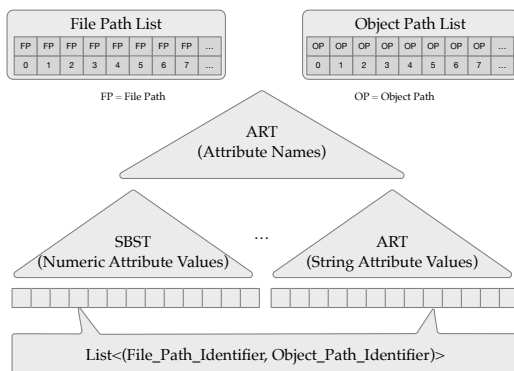 File Path List
FP FP FP FP FP FP FP FP ...
0 1 2 3 4 5 6 7 ...
FP = File Path
Object Path List
OP OP OP OP OP OP OP OP ...
0 1 2 3 4 5 6 7 ...
OP = Object Path
ART
(Attribute Names)
SBST
(Numeric Attribute Values)
...
ART
(String Attribute Values)
List<(File_Path_Identifier, Object_Path_Identifier)>